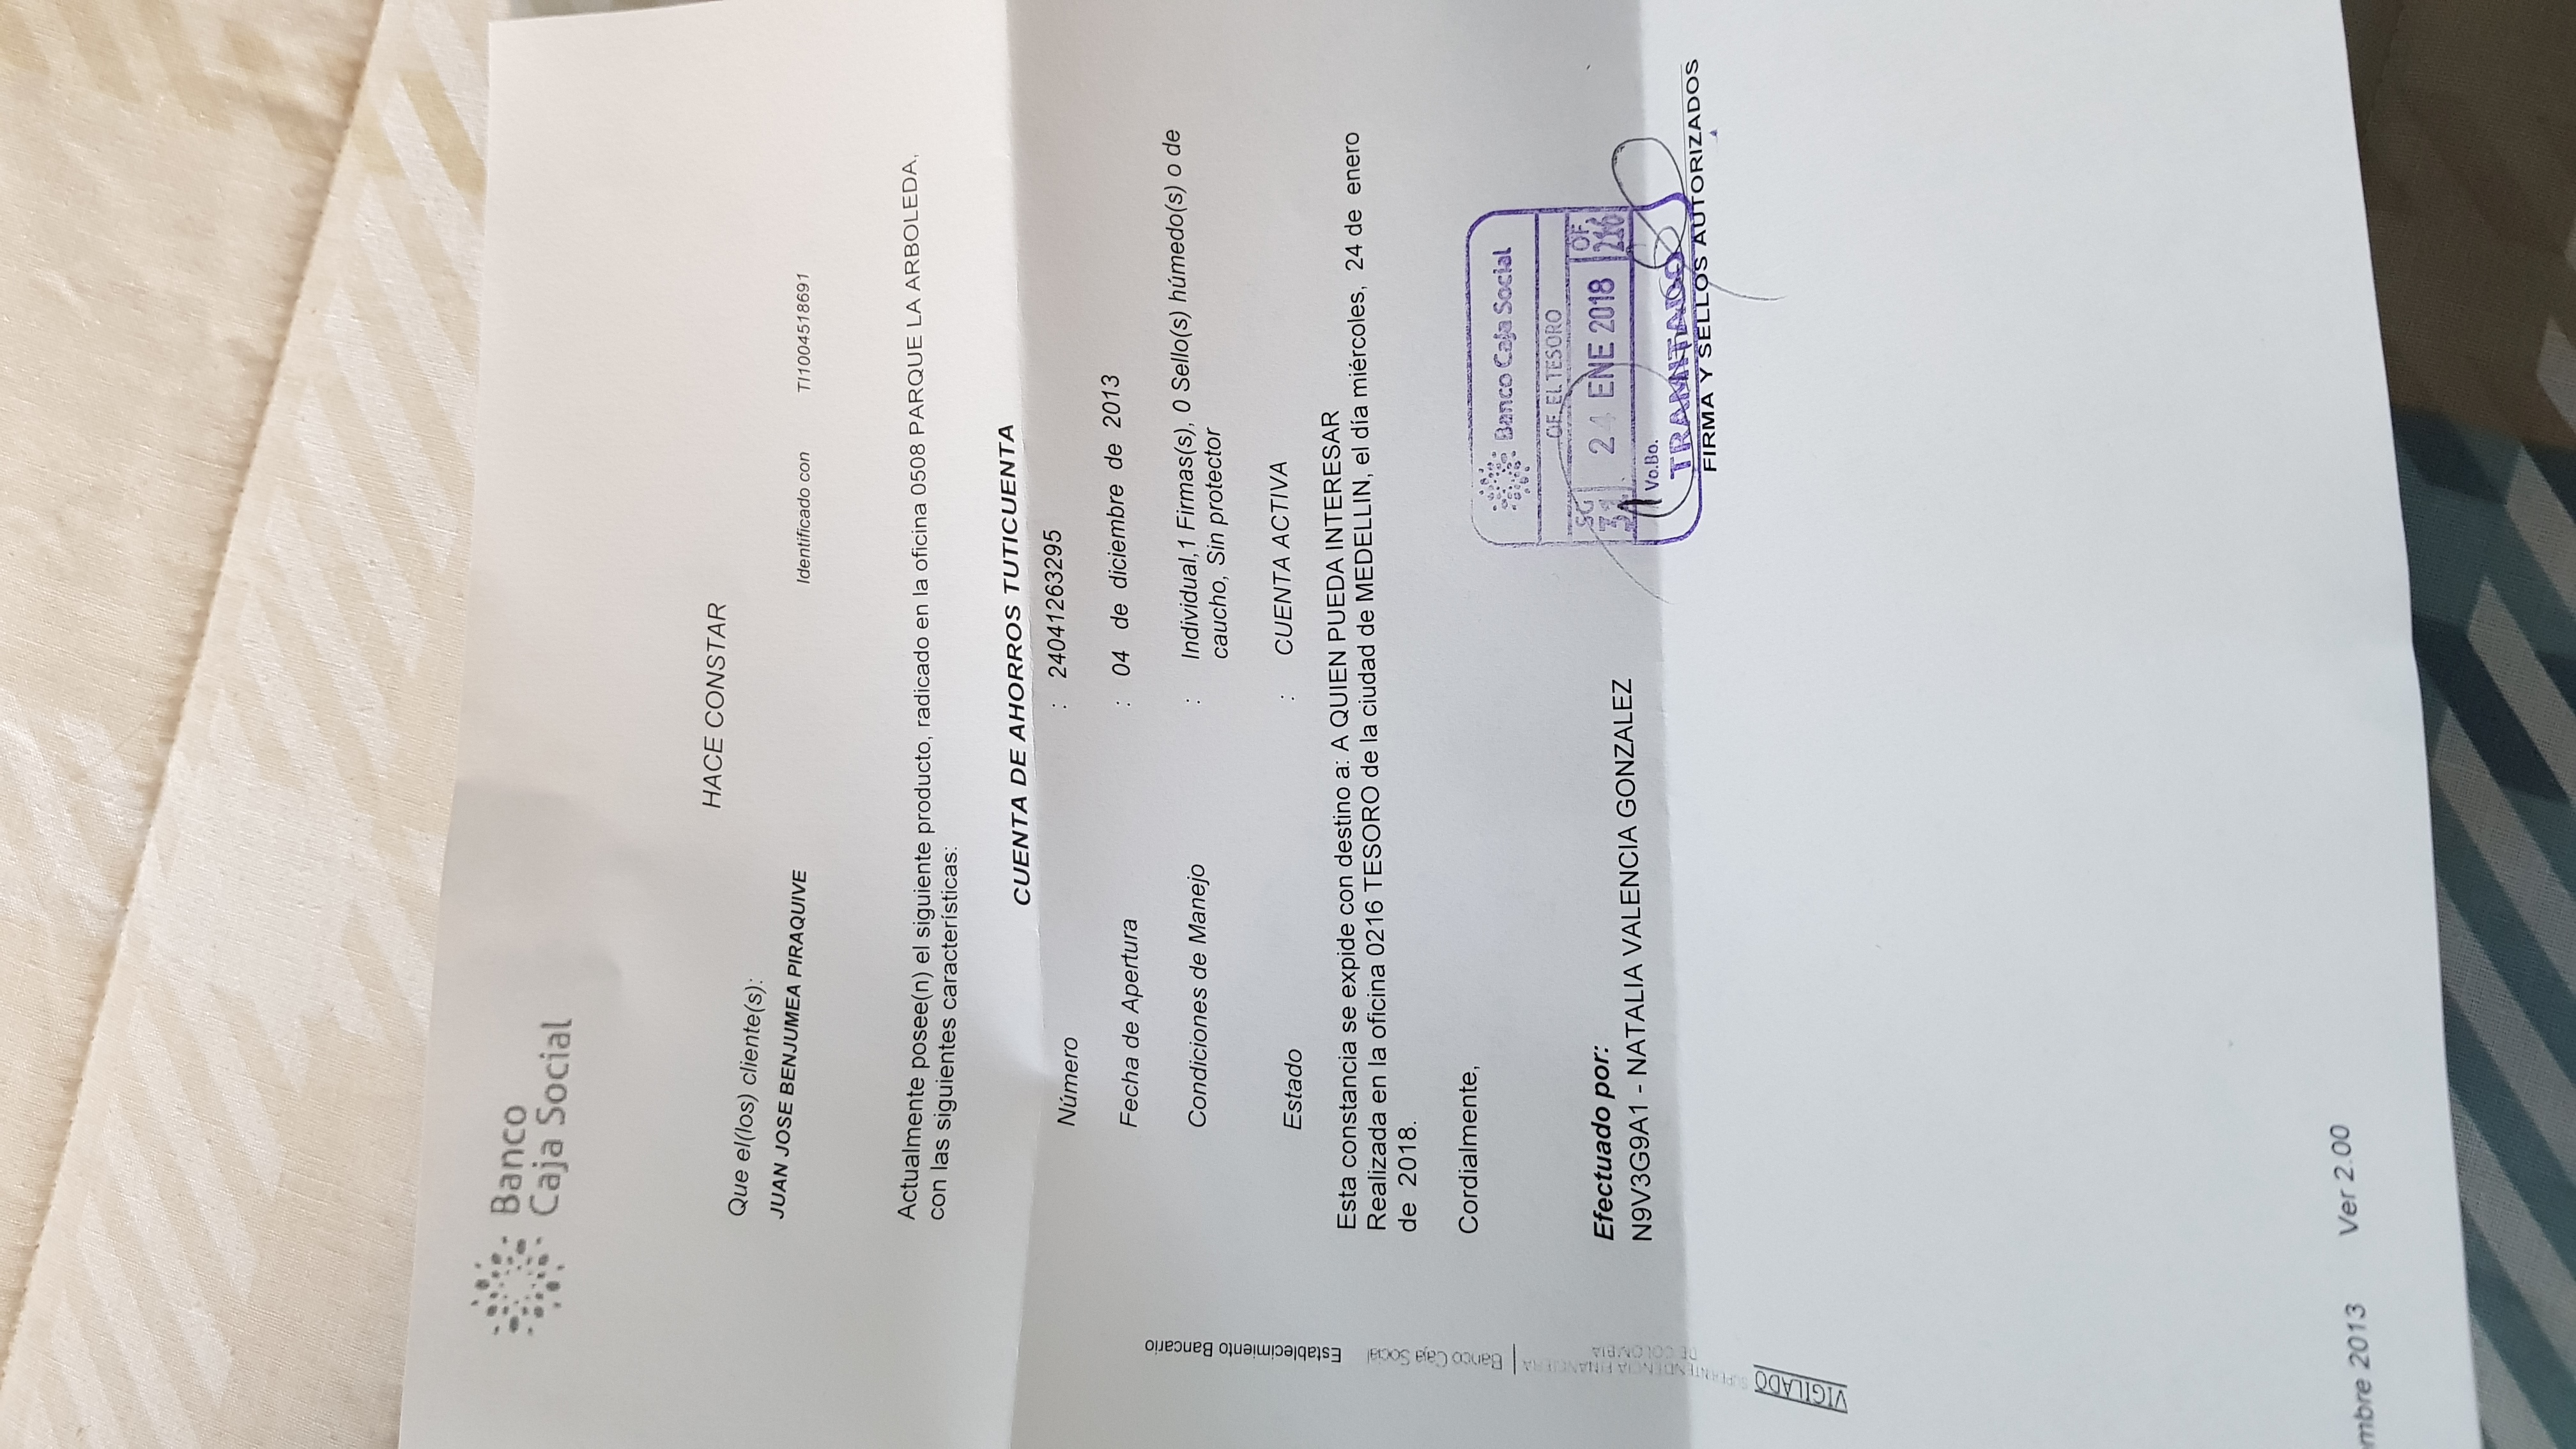 Banco
Caja Social
HACE CONSTAR
Que el(los) cliente(s):
JUAN JOSE BENJUMEA PIRAQUIVE Identificado con TI1004518691
Actualmente posee(n) el siguiente producto, radicado en la oficina 0508 PARQUE LA ARBOLEDA,
con las siguientes características:
CUENTA DE AHORROS TUTICUENTA
Número : 24041263295
Fecha de Apertura : 04 de diciembre de 2013
Condiciones de Manejo : Individual,1 Firmas(s), 0 Sello(s) húmedo(s) o de
caucho, Sin protector
Estado : CUENTA ACTIVA
Esta constancia se expide con destino a: A QUIEN PUEDA INTERESAR
Realizada en la oficina 0216 TESORO de la ciudad de MEDELLIN, el día miércoles, 24 de enero
de 2018.
Cordialmente,
Efectuado por:
N9V3G9A1 - NATALIA VALENCIA GONZALEZ
Banco Caja Social
OF. EL TESORO
SG 31 24 ENE 2018 OF. 216
Vo.Bo.
TRAMITADO
FIRMA Y SELLOS AUTORIZADOS
VIGILADO SUPERINTENDENCIA FINANCIERA DE COLOMBIA | Banco Caja Social Establecimiento Bancario
mbre 2013 Ver 2.00